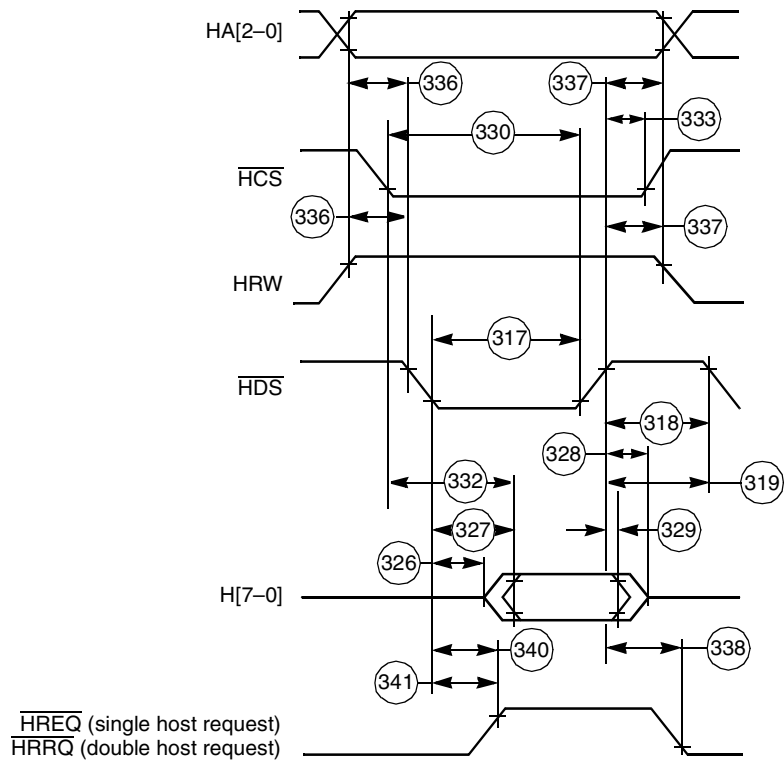 HA[2–0]
336
337
333
330
HCS
336
337
HRW
317
HDS
318
328
332
319
327
329
326
H[7–0]
340
338
341
HREQ (single host request)
HRRQ (double host request)